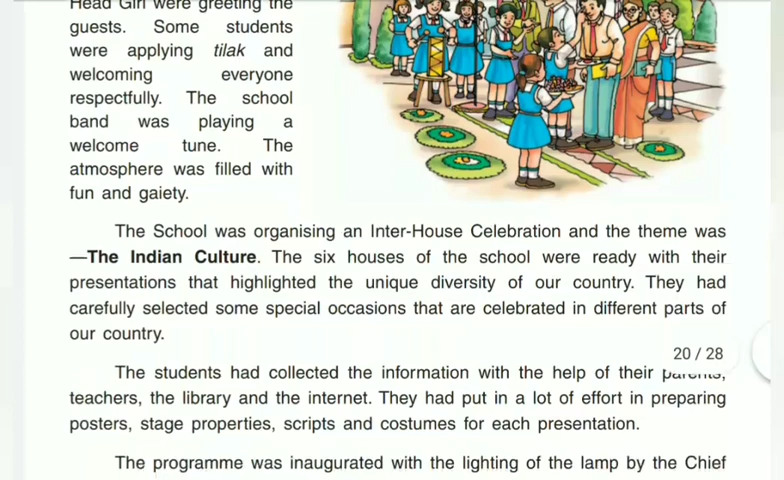 Head Girl were greeting the
guests. Some students
were applying tilak and
welcoming everyone
respectfully. The school
band was playing a
welcome tune. The
atmosphere was filled with
fun and gaiety.
The School was organising an Inter-House Celebration and the theme was
—The Indian Culture. The six houses of the school were ready with their
presentations that highlighted the unique diversity of our country. They had
carefully selected some special occasions that are celebrated in different parts of
our country.
20 / 28
The students had collected the information with the help of their parents,
teachers, the library and the internet. They had put in a lot of effort in preparing
posters, stage properties, scripts and costumes for each presentation.
The programme was inaugurated with the lighting of the lamp by the Chief